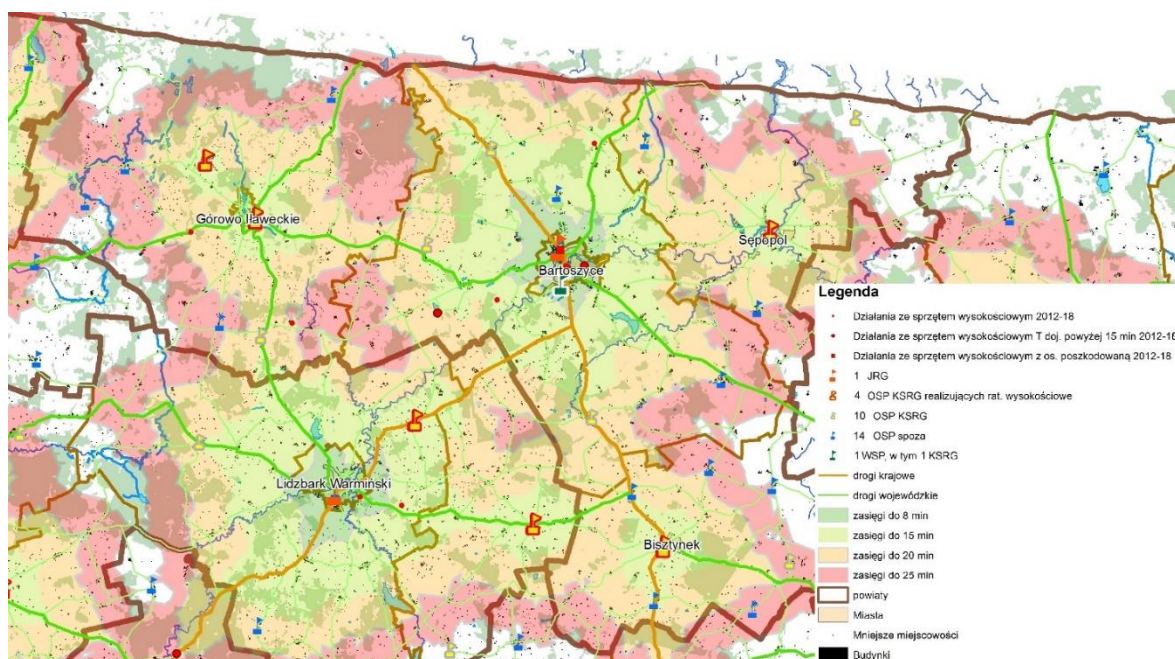 Górowo Iławeckie
Sępopol
Bartoszyce
Lidzbark Warmiński
Bisztynek
Legenda
Działania ze sprzętem wysokościowym 2012-18
Działania ze sprzętem wysokościowym T doj. powyżej 15 min 2012-18
Działania ze sprzętem wysokościowym z os. poszkodowaną 2012-18
1 JRG
4 OSP KSRG realizujących rat. wysokościowe
10 OSP KSRG
14 OSP spoza
1 WSP, w tym 1 KSRG
drogi krajowe
drogi wojewódzkie
zasięgi do 8 min
zasięgi do 15 min
zasięgi do 20 min
zasięgi do 25 min
powiaty
Miasta
Mniejsze miejscowości
Budynki